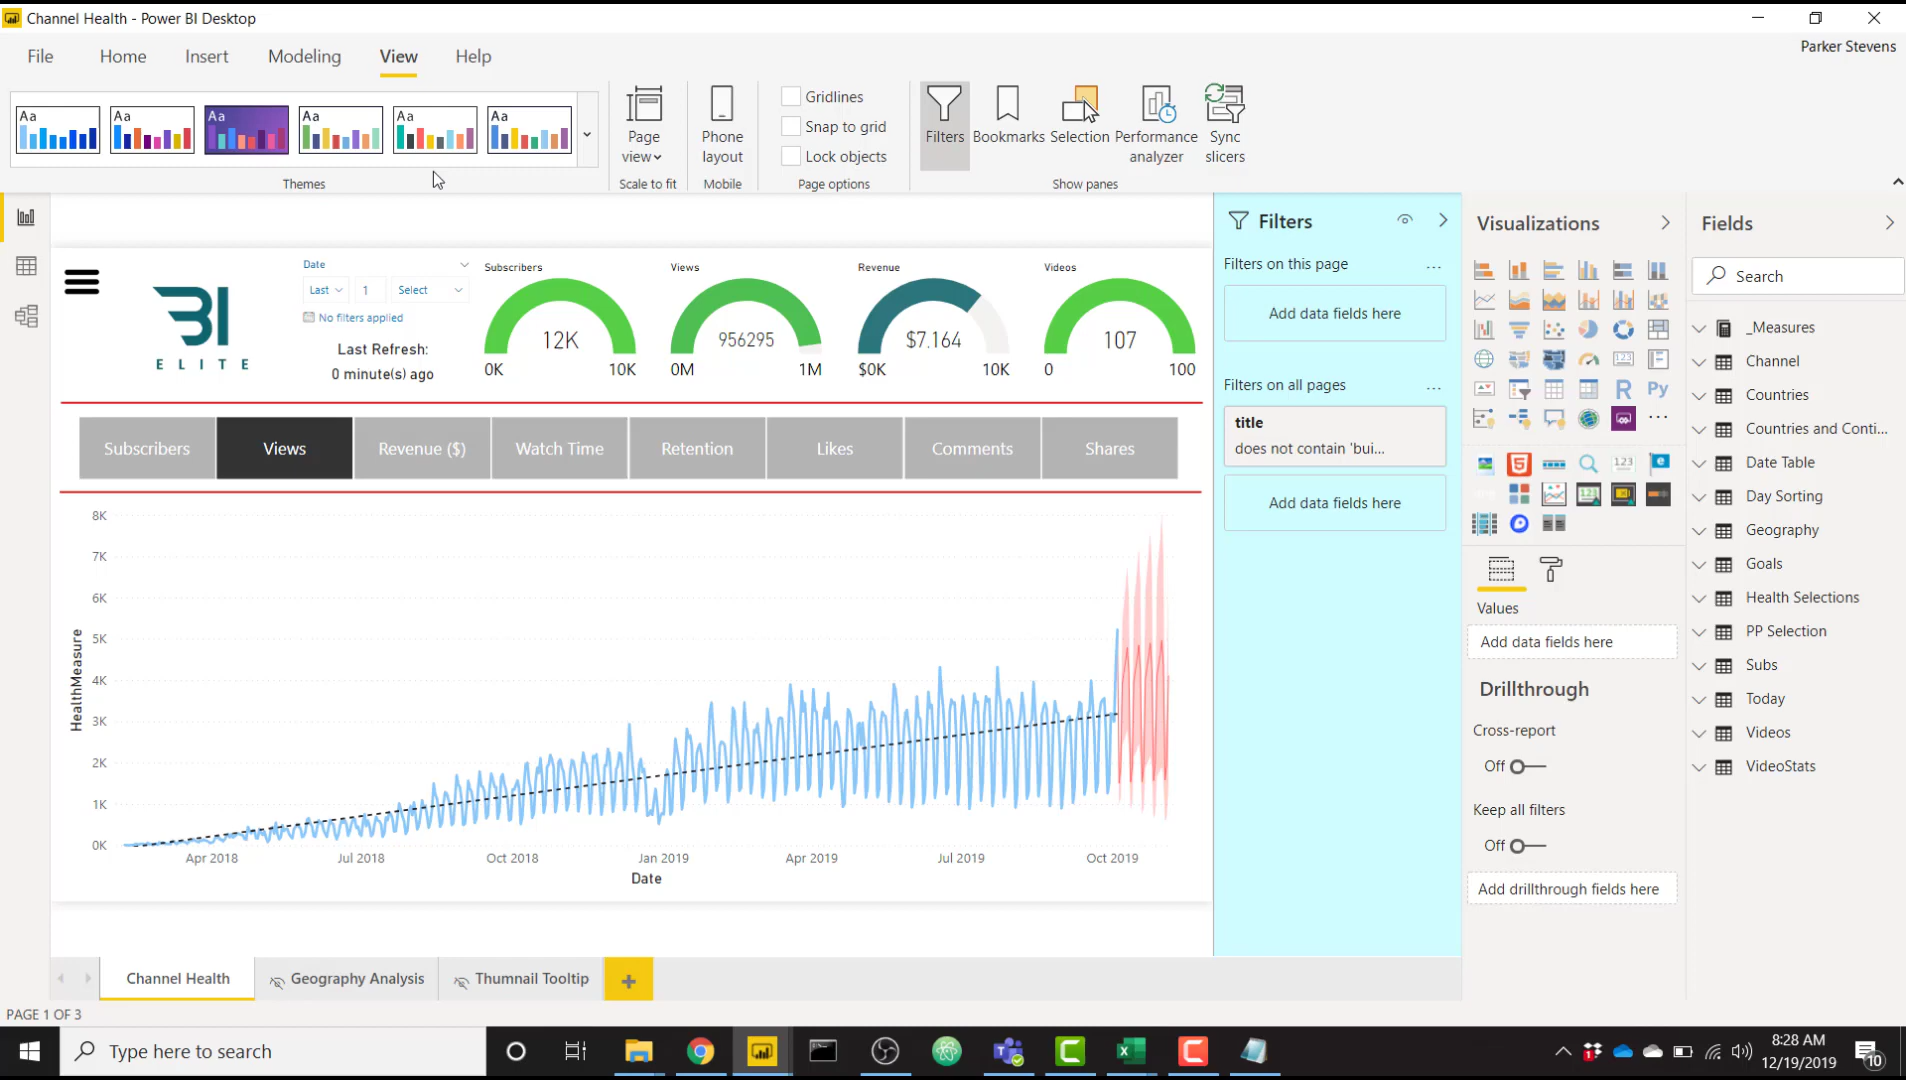 Channel Health - Power BI Desktop
Parker Stevens
File Home Insert Modeling View Help
Aa Aa Aa Aa Aa Aa
Page view
Phone layout
Gridlines
Snap to grid
Lock objects
Filters
Bookmarks
Selection
Performance analyzer
Sync slicers
Themes
Scale to fit
Mobile
Page options
Show panes
BI
ELITE
Date
Last 1 Select
No filters applied
Last Refresh:
0 minute(s) ago
Subscribers
12K
0K 10K
Views
956295
0M 1M
Revenue
$7.164
$0K 10K
Videos
107
0 100
Subscribers Views Revenue ($) Watch Time Retention Likes Comments Shares
8K
7K
6K
5K
4K
3K
2K
1K
0K
HealthMeasure
Apr 2018 Jul 2018 Oct 2018 Jan 2019 Apr 2019 Jul 2019 Oct 2019
Date
Filters
Filters on this page ...
Add data fields here
Filters on all pages ...
title
does not contain 'bui...
Add data fields here
Visualizations
R Py
...
123
Values
Add data fields here
Drillthrough
Cross-report
Off
Keep all filters
Off
Add drillthrough fields here
Fields
Search
_Measures
Channel
Countries
Countries and Conti...
Date Table
Day Sorting
Geography
Goals
Health Selections
PP Selection
Subs
Today
Videos
VideoStats
Channel Health Geography Analysis Thumnail Tooltip +
PAGE 1 OF 3
Type here to search
8:28 AM
12/19/2019
10